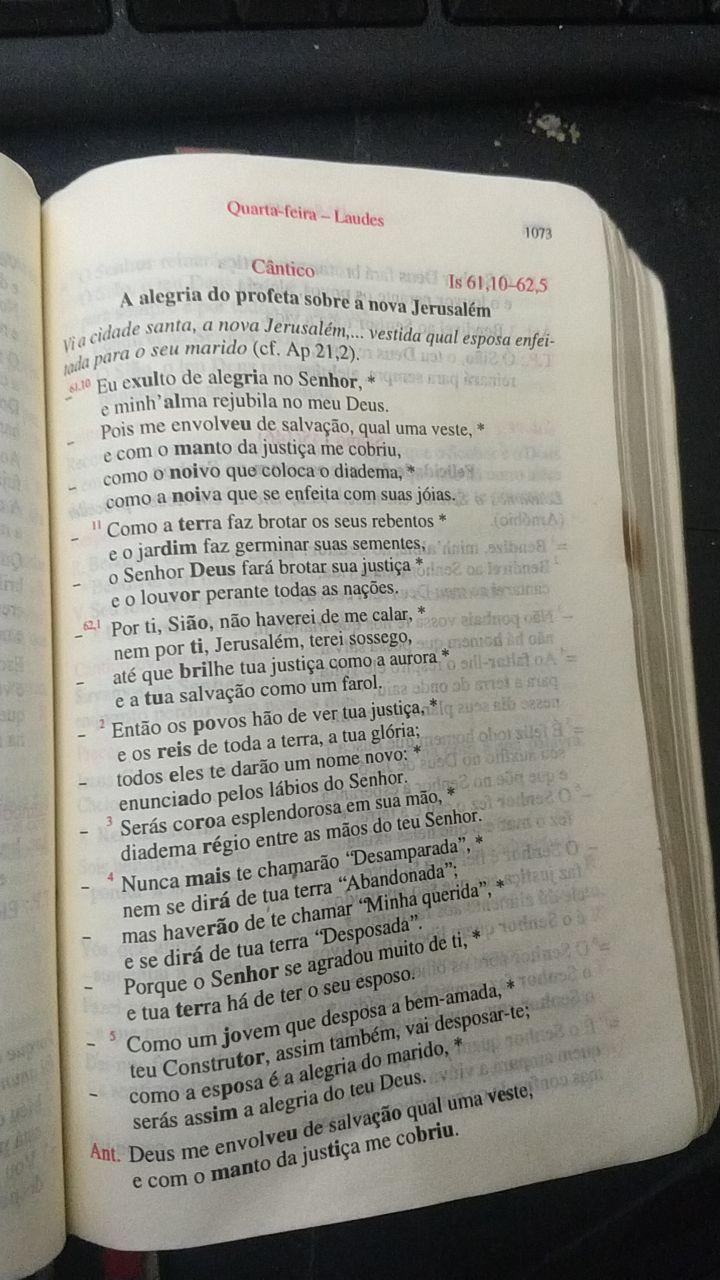 Quarta-feira – Laudes
1073
Cântico Is 61,10–62,5
A alegria do profeta sobre a nova Jerusalém
Vi a cidade santa, a nova Jerusalém,... vestida qual esposa enfei-
tada para o seu marido (cf. Ap 21,2).
– 61,10 Eu exulto de alegria no Senhor, *
e minh'alma rejubila no meu Deus.
– Pois me envolveu de salvação, qual uma veste, *
e com o manto da justiça me cobriu,
– como o noivo que coloca o diadema, *
como a noiva que se enfeita com suas jóias.
– 11 Como a terra faz brotar os seus rebentos *
e o jardim faz germinar suas sementes,
– o Senhor Deus fará brotar sua justiça *
e o louvor perante todas as nações.
– 62,1 Por ti, Sião, não haverei de me calar, *
nem por ti, Jerusalém, terei sossego,
– até que brilhe tua justiça como a aurora *
e a tua salvação como um farol.
– 2 Então os povos hão de ver tua justiça, *
e os reis de toda a terra, a tua glória;
– todos eles te darão um nome novo: *
enunciado pelos lábios do Senhor.
– 3 Serás coroa esplendorosa em sua mão, *
diadema régio entre as mãos do teu Senhor.
– 4 Nunca mais te chamarão “Desamparada”, *
nem se dirá de tua terra “Abandonada”;
– mas haverão de te chamar “Minha querida”, *
e se dirá de tua terra “Desposada”.
– Porque o Senhor se agradou muito de ti, *
e tua terra há de ter o seu esposo.
– 5 Como um jovem que desposa a bem-amada, *
teu Construtor, assim também, vai desposar-te;
– como a esposa é a alegria do marido, *
serás assim a alegria do teu Deus.
Ant. Deus me envolveu de salvação qual uma veste,
e com o manto da justiça me cobriu.